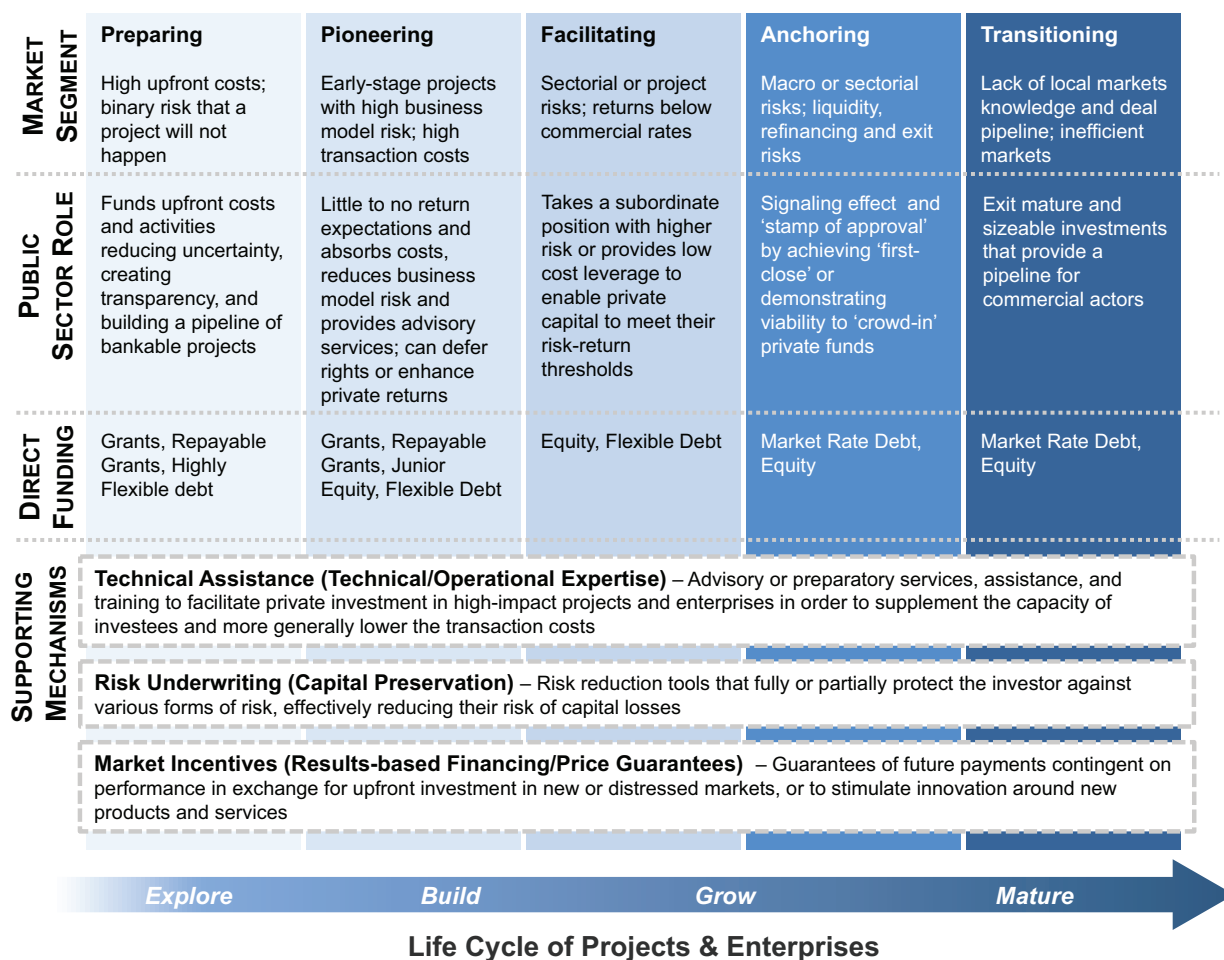 MARKET
SEGMENT
Preparing
High upfront costs;
binary risk that a
project will not
happen
Pioneering
Early-stage projects
with high business
model risk; high
transaction costs
Facilitating
Sectorial or project
risks; returns below
commercial rates
Anchoring
Macro or sectorial
risks; liquidity,
refinancing and exit
risks
Transitioning
Lack of local markets
knowledge and deal
pipeline; inefficient
markets
PUBLIC
SECTOR ROLE
Funds upfront costs
and activities
reducing uncertainty,
creating
transparency, and
building a pipeline of
bankable projects
Little to no return
expectations and
absorbs costs,
reduces business
model risk and
provides advisory
services; can defer
rights or enhance
private returns
Takes a subordinate
position with higher
risk or provides low
cost leverage to
enable private
capital to meet their
risk-return
thresholds
Signaling effect and
‘stamp of approval’
by achieving ‘first-
close’ or
demonstrating
viability to ‘crowd-in’
private funds
Exit mature and
sizeable investments
that provide a
pipeline for
commercial actors
DIRECT
FUNDING
Grants, Repayable
Grants, Highly
Flexible debt
Grants, Repayable
Grants, Junior
Equity, Flexible Debt
Equity, Flexible Debt
Market Rate Debt,
Equity
Market Rate Debt,
Equity
SUPPORTING
MECHANISMS
Technical Assistance (Technical/Operational Expertise) – Advisory or preparatory services, assistance, and
training to facilitate private investment in high-impact projects and enterprises in order to supplement the capacity of
investees and more generally lower the transaction costs
Risk Underwriting (Capital Preservation) – Risk reduction tools that fully or partially protect the investor against
various forms of risk, effectively reducing their risk of capital losses
Market Incentives (Results-based Financing/Price Guarantees) – Guarantees of future payments contingent on
performance in exchange for upfront investment in new or distressed markets, or to stimulate innovation around new
products and services
Explore Build Grow Mature
Life Cycle of Projects & Enterprises